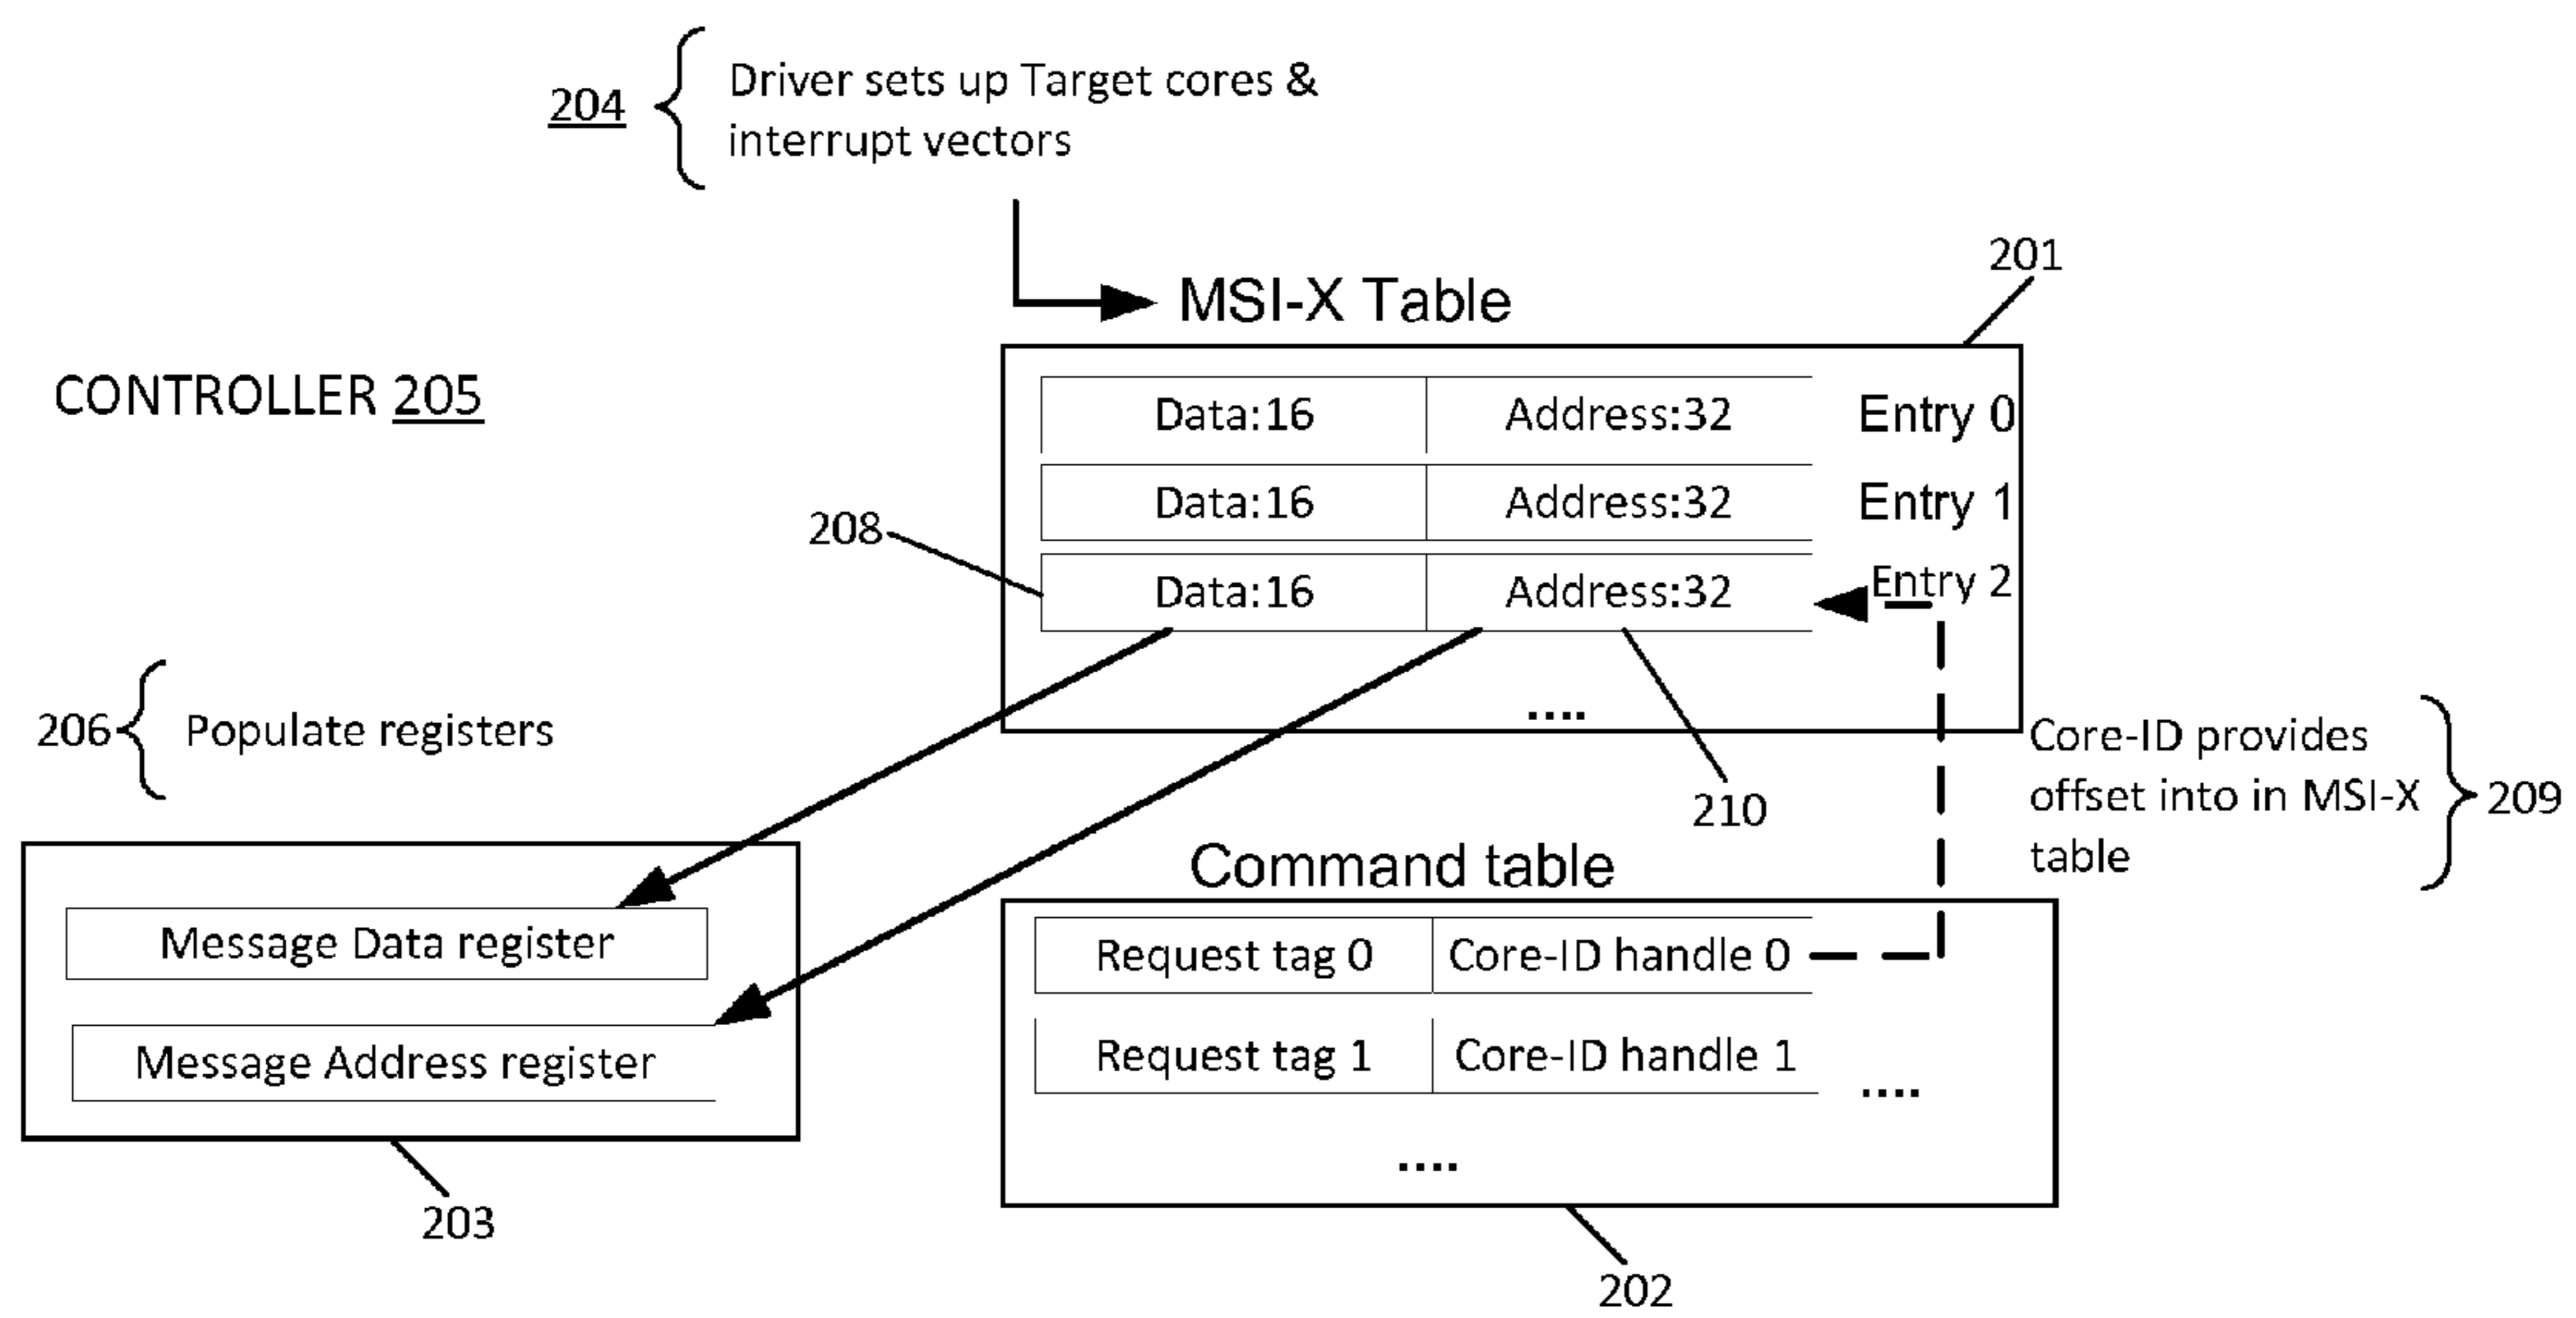 204
Driver sets up Target cores &
interrupt vectors
201
MSI-X Table
CONTROLLER 205
Data:16 Address:32 Entry 0
Data:16 Address:32 Entry 1
208
Data:16 Address:32 Entry 2
....
206 Populate registers
210
Core-ID provides
offset into in MSI-X
table
209
Command table
Message Data register
Message Address register
203
Request tag 0 Core-ID handle 0
Request tag 1 Core-ID handle 1
....
....
202